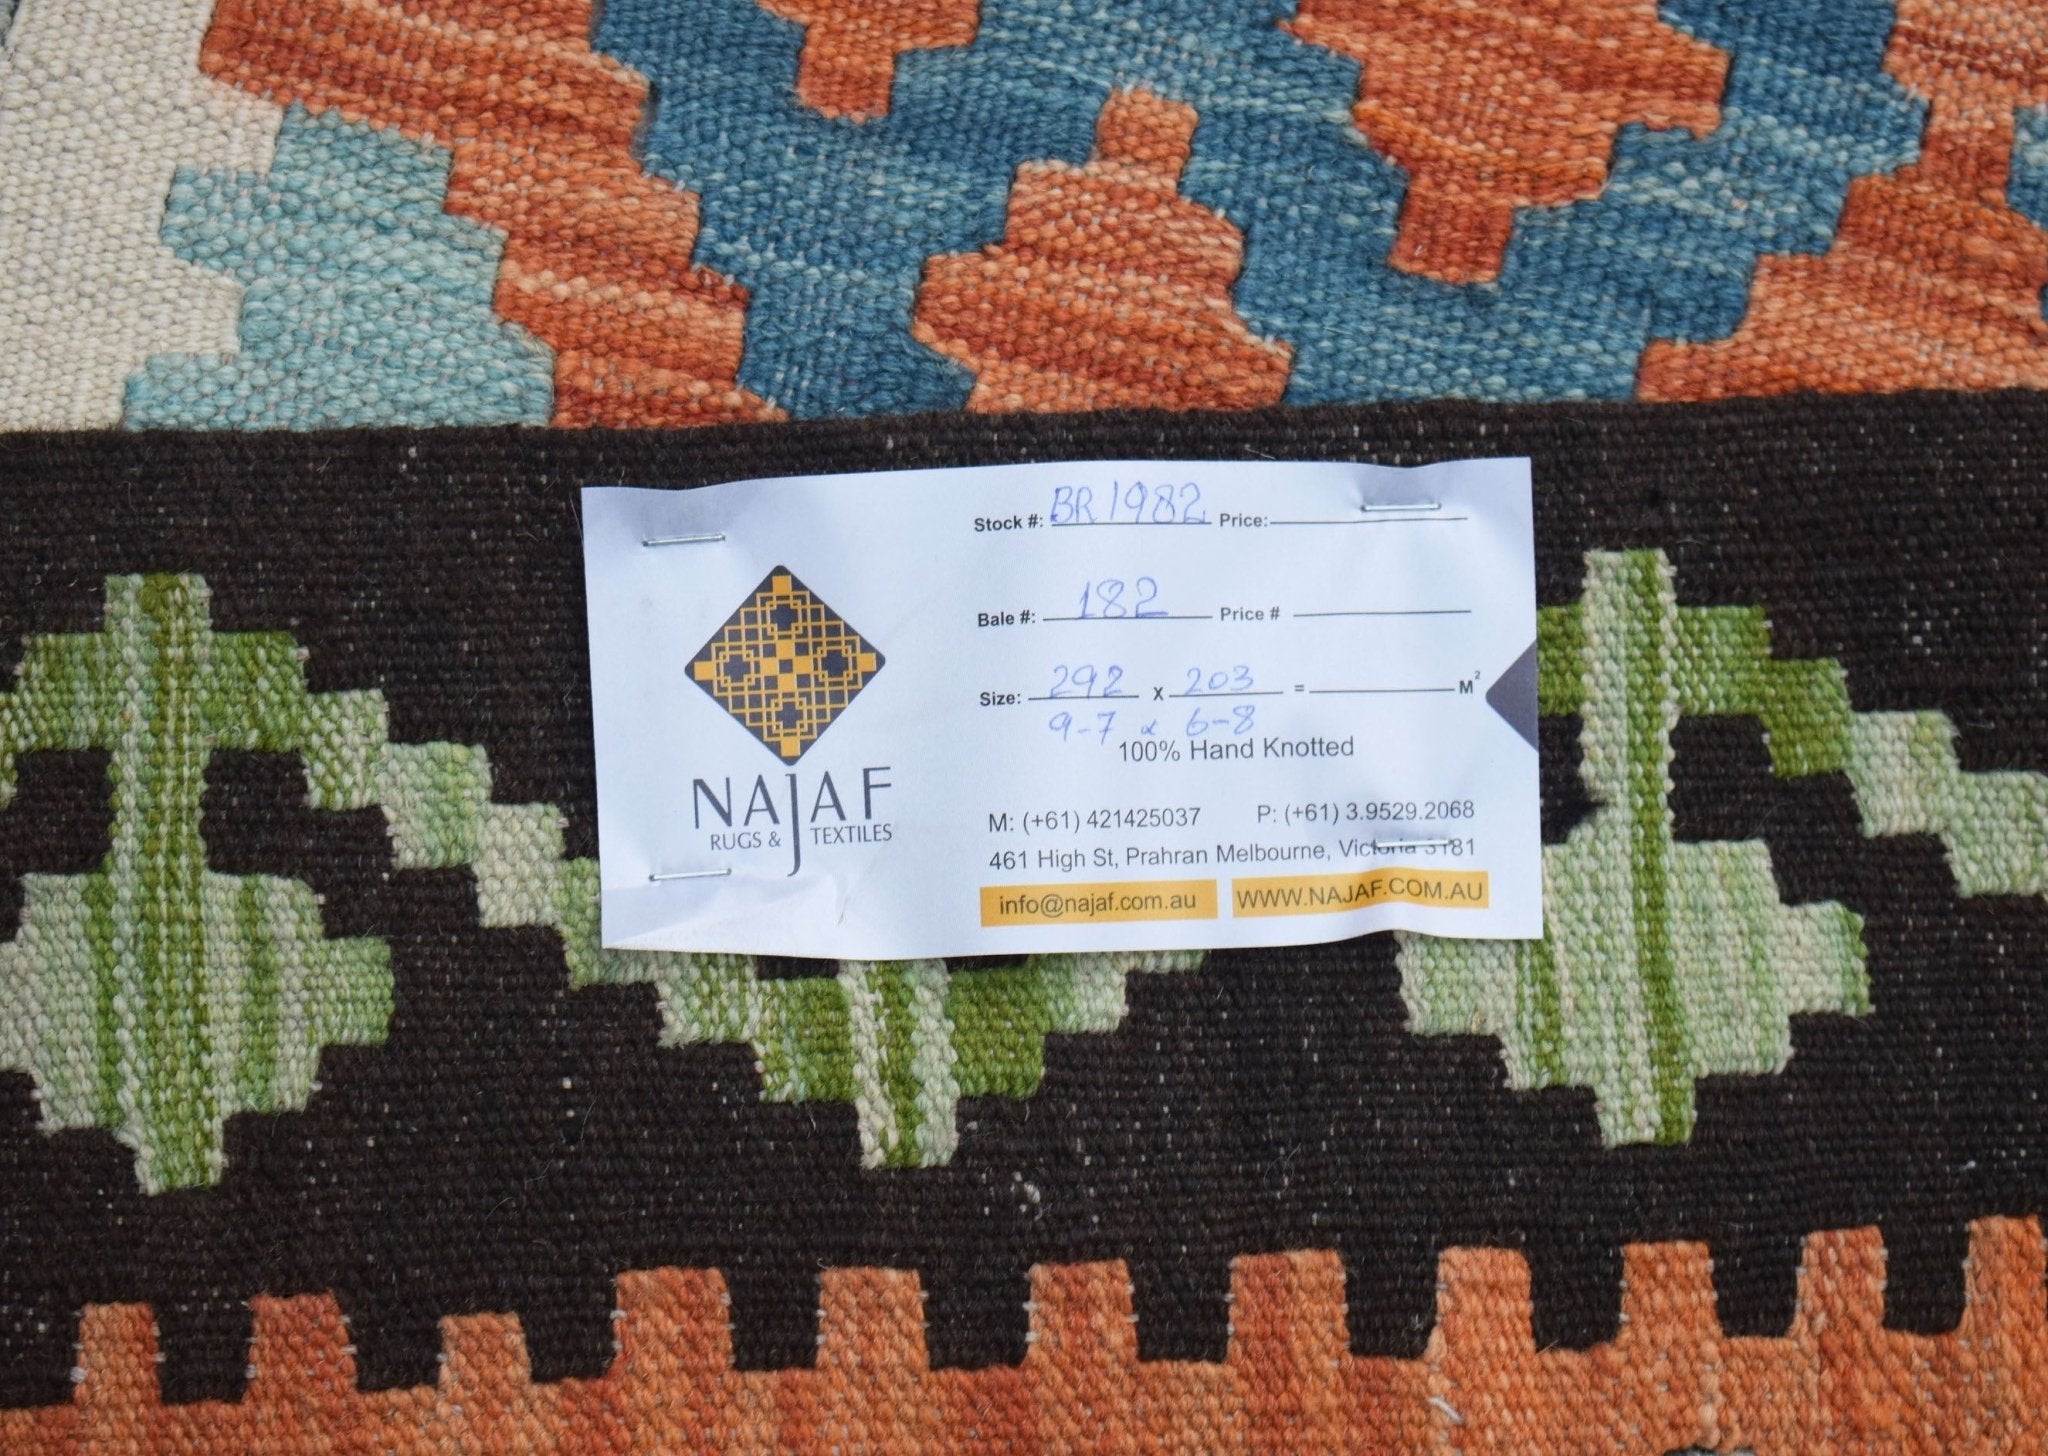 Stock #: BR1982 Price:
Bale #: 182 Price #
Size: 292 X 203 = M²
9-7 x 6-8
100% Hand Knotted
NAJAF
RUGS & TEXTILES
M: (+61) 421425037 P: (+61) 3.9529.2068
461 High St, Prahran Melbourne, Victoria 3181
info@najaf.com.au WWW.NAJAF.COM.AU